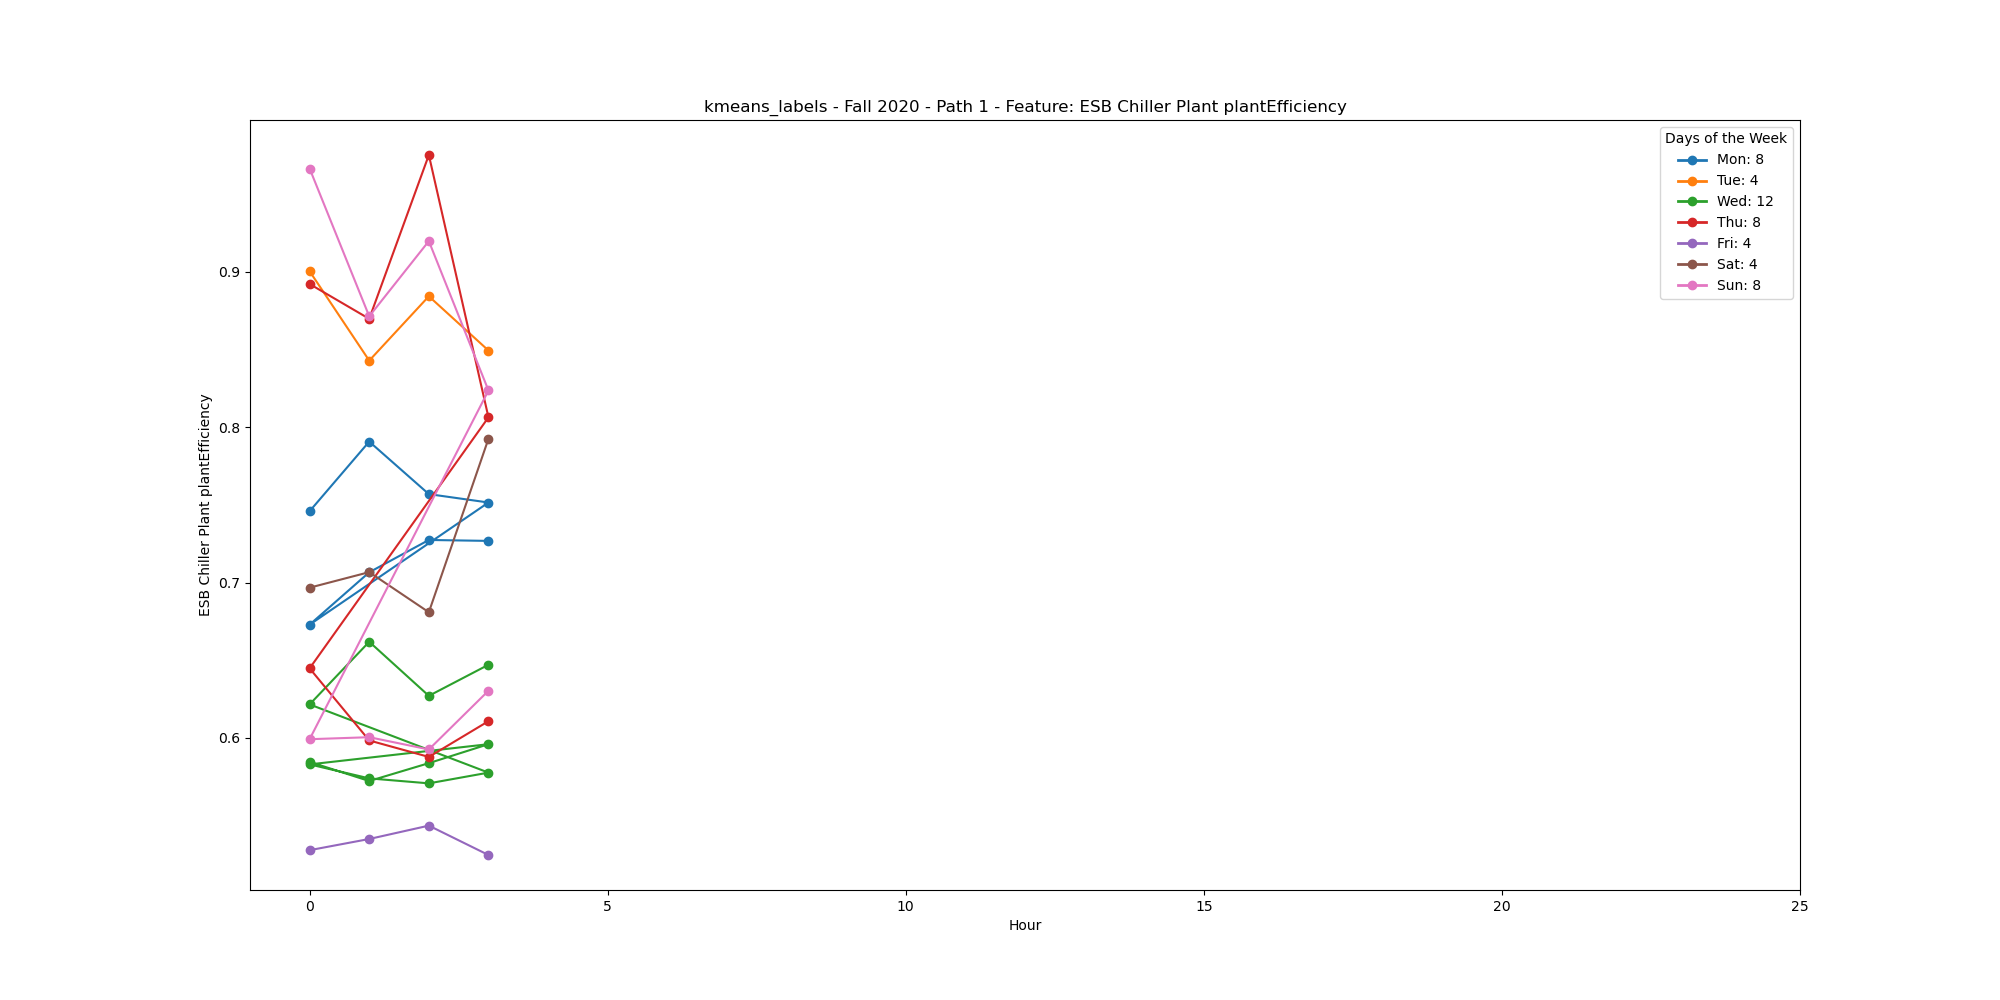 kmeans_labels - Fall 2020 - Path 1 - Feature: ESB Chiller Plant plantEfficiency
Days of the Week
Mon: 8
Tue: 4
Wed: 12
Thu: 8
Fri: 4
Sat: 4
Sun: 8
ESB Chiller Plant plantEfficiency
0.9
0.8
0.7
0.6
0
5
10
15
20
25
Hour